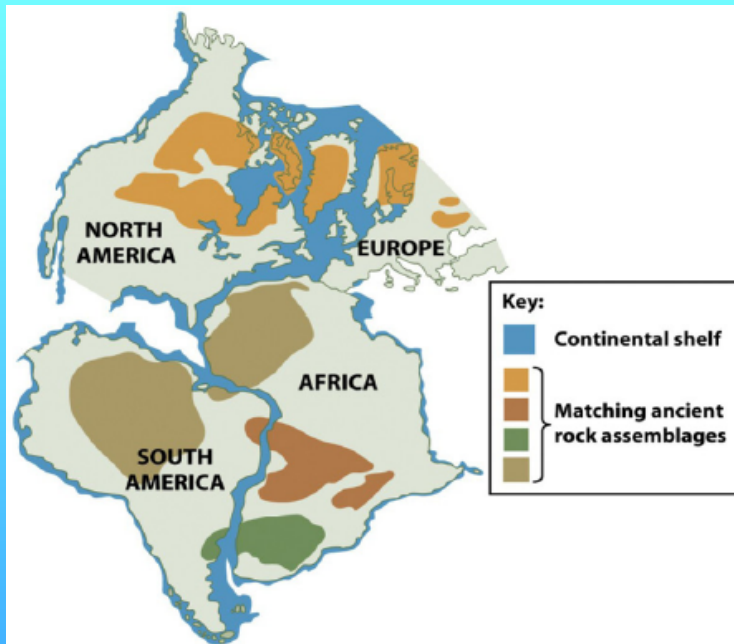 NORTH
AMERICA
EUROPE
AFRICA
SOUTH
AMERICA
Key:
Continental shelf
Matching ancient
rock assemblages